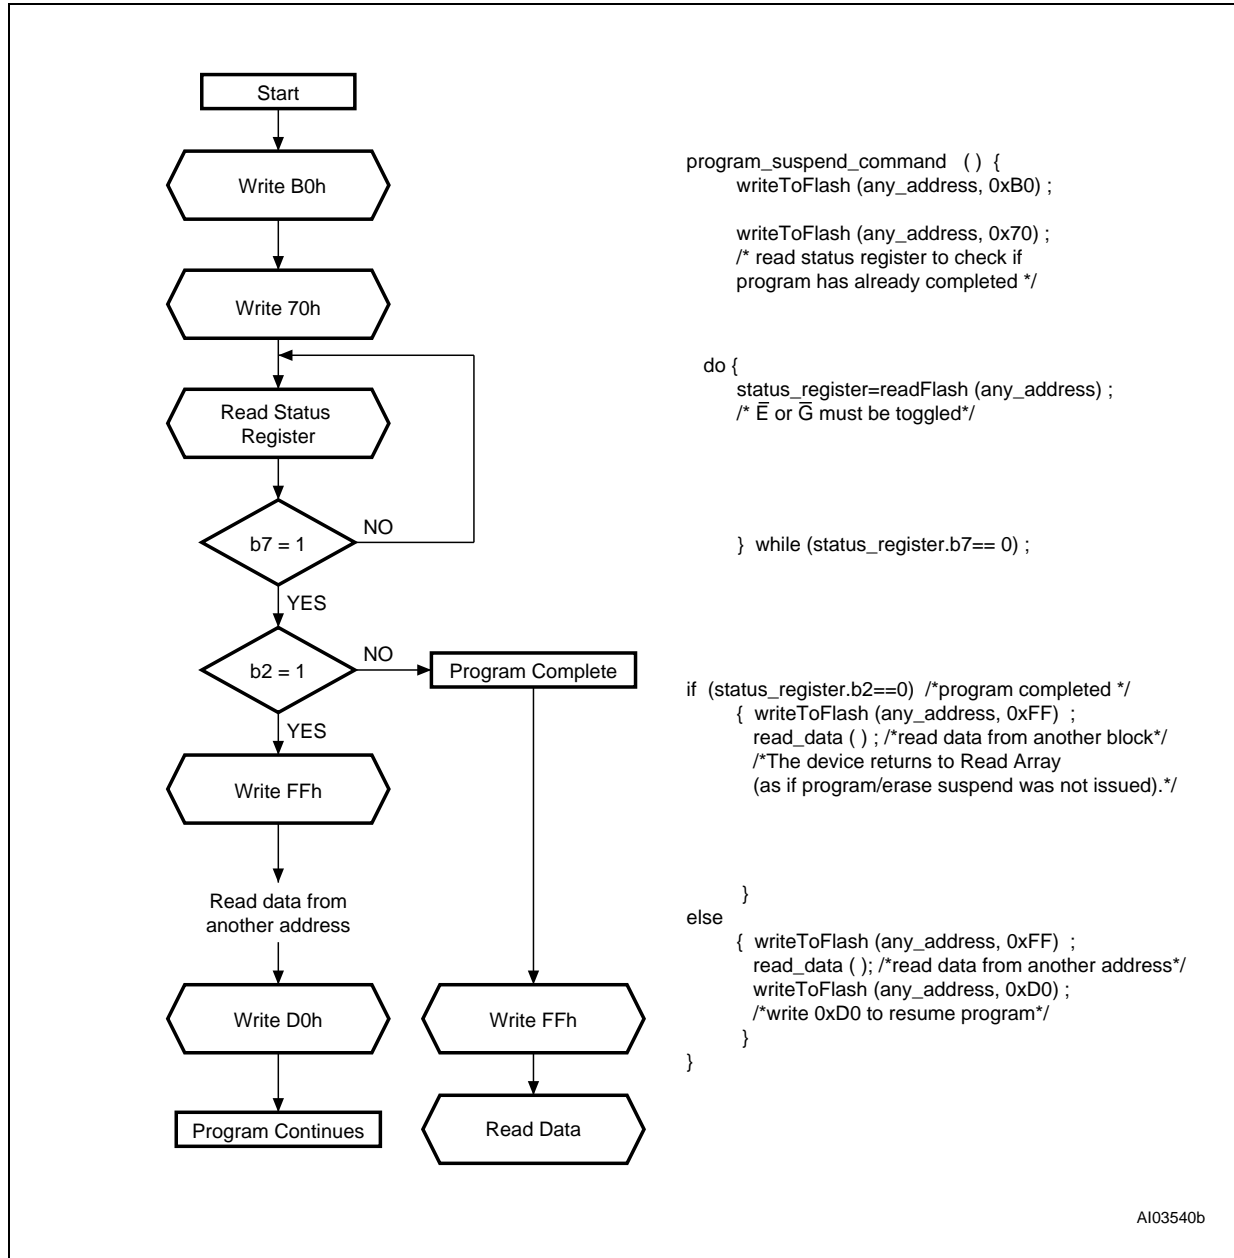 Start
Write B0h
Write 70h
Read Status
Register
b7 = 1
NO
YES
b2 = 1
NO
Program Complete
YES
Write FFh
Read data from
another address
Write D0h
Write FFh
Program Continues
Read Data
program_suspend_command ( ) {
writeToFlash (any_address, 0xB0) ;
writeToFlash (any_address, 0x70) ;
/* read status register to check if
program has already completed */
do {
status_register=readFlash (any_address) ;
/* E̅ or G̅ must be toggled*/
} while (status_register.b7== 0) ;
if (status_register.b2==0) /*program completed */
{ writeToFlash (any_address, 0xFF) ;
read_data ( ) ; /*read data from another block*/
/*The device returns to Read Array
(as if program/erase suspend was not issued).*/
}
else
{ writeToFlash (any_address, 0xFF) ;
read_data ( ); /*read data from another address*/
writeToFlash (any_address, 0xD0) ;
/*write 0xD0 to resume program*/
}
}
AI03540b